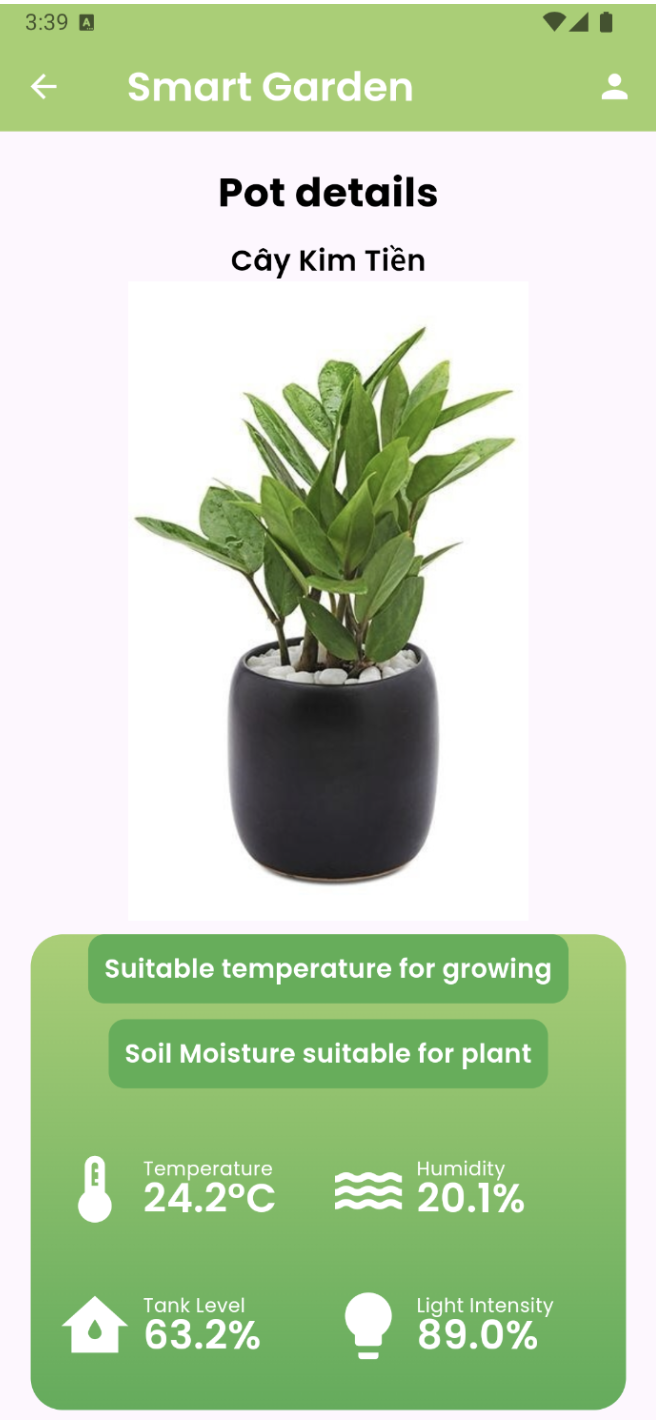 3:39 A
Smart Garden
Pot details
Cây Kim Tiền
Suitable temperature for growing
Soil Moisture suitable for plant
Temperature
24.2°C
Humidity
20.1%
Tank Level
63.2%
Light Intensity
89.0%